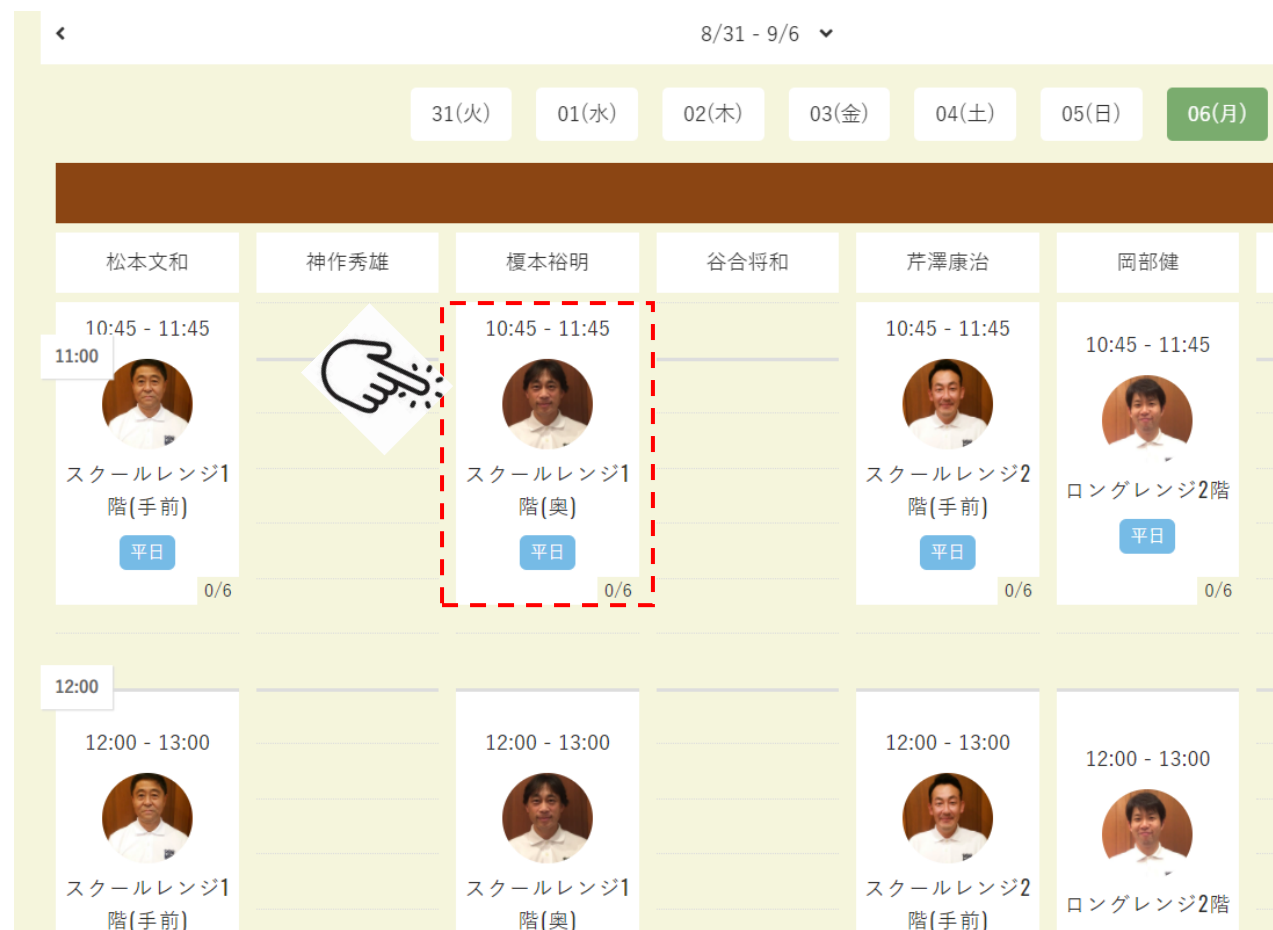 8/31 - 9/6
31(火) 01(水) 02(木) 03(金) 04(土) 05(日) 06(月)
松本文和 神作秀雄 榎本裕明 谷合将和 芹澤康治 岡部健
10:45 - 11:45 10:45 - 11:45 10:45 - 11:45 10:45 - 11:45
11:00
スクールレンジ1 スクールレンジ1 スクールレンジ2 ロングレンジ2階
階(手前) 階(奥) 階(手前)
平日 平日 平日 平日
0/6 0/6 0/6 0/6
12:00
12:00 - 13:00 12:00 - 13:00 12:00 - 13:00 12:00 - 13:00
スクールレンジ1 スクールレンジ1 スクールレンジ2 ロングレンジ2階
階(手前) 階(奥) 階(手前)